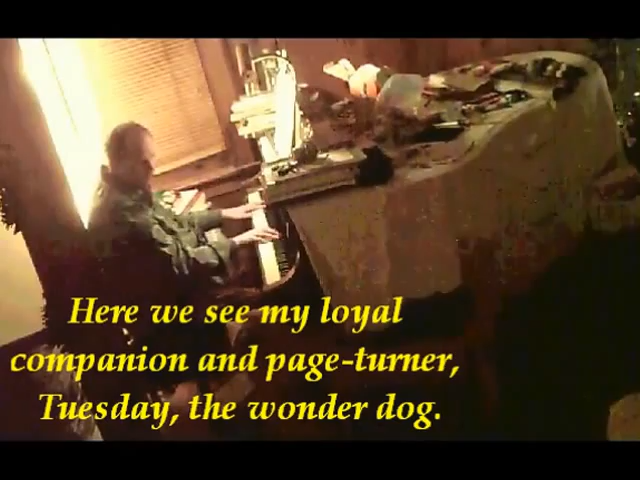 Here we see my loyal
companion and page-turner,
Tuesday, the wonder dog.